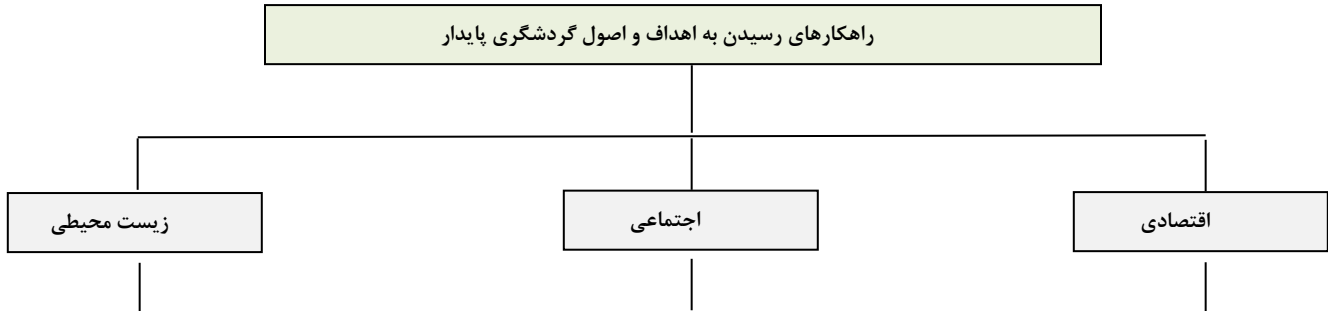 راهکارهای رسیدن به اهداف و اصول گردشگری پایدار
اقتصادی
اجتماعی
زیست محیطی